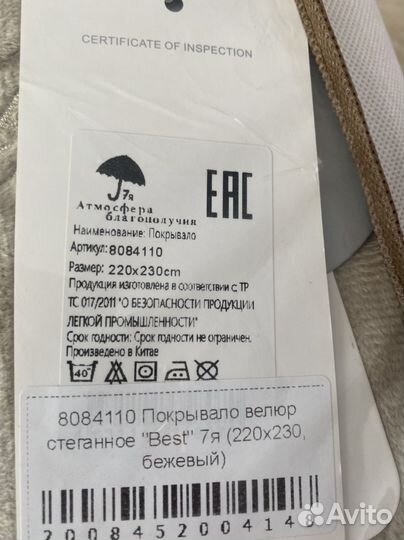 CERTIFICATE OF INSPECTION
7я
Атмосфера
благополучия
EAC
Наименование: Покрывало
Артикул: 8084110
Размер: 220x230cm
Продукция изготовлена в соответствии с ТР
ТС 017/2011 "О БЕЗОПАСНОСТИ ПРОДУКЦИИ
ЛЕГКОЙ ПРОМЫШЛЕННОСТИ"
Срок годности: Срок годности не ограничен.
Произведено в Китае
40
8084110 Покрывало велюр
стеганное "Best" 7я (220х230,
бежевый)
Avito